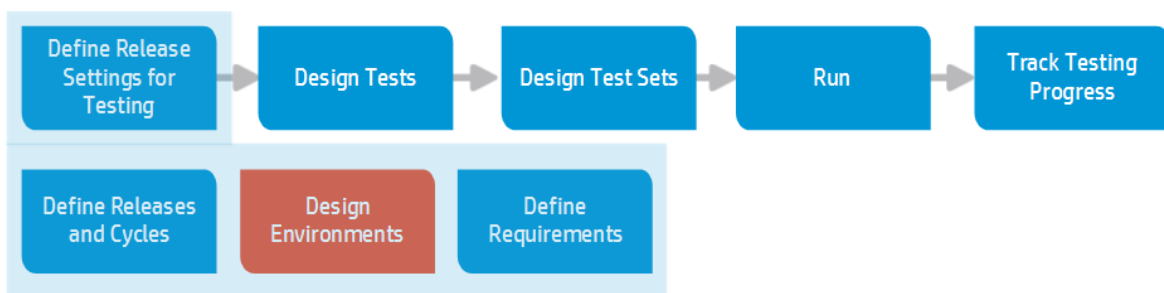 Define Release
Settings for
Testing
Design Tests
Design Test Sets
Run
Track Testing
Progress
Define Releases
and Cycles
Design
Environments
Define
Requirements